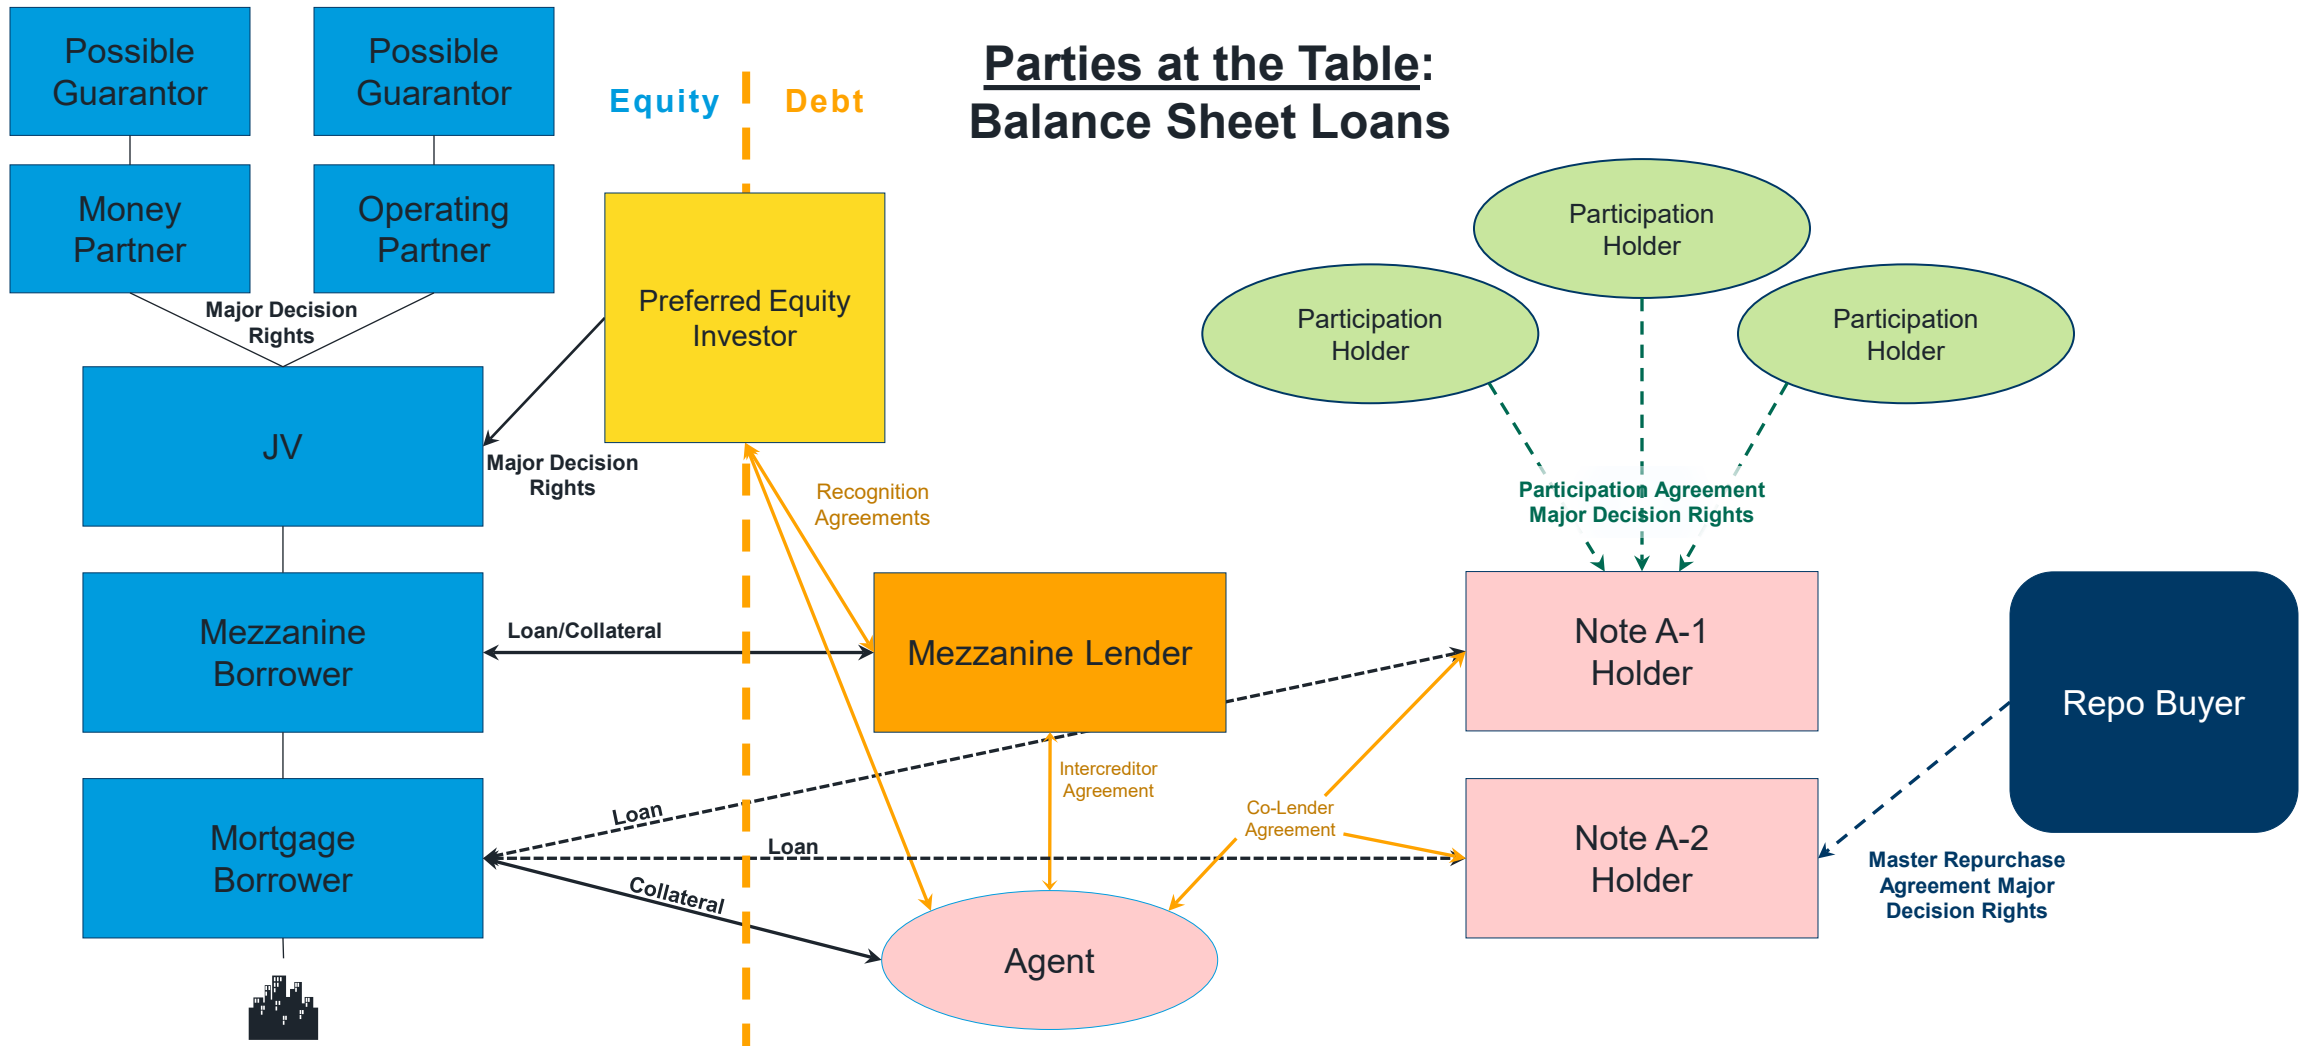 Parties at the Table:
Balance Sheet Loans
Equity
Debt
Possible
Guarantor
Possible
Guarantor
Money
Partner
Operating
Partner
Major Decision
Rights
Preferred Equity
Investor
JV
Major Decision
Rights
Recognition
Agreements
Participation
Holder
Participation
Holder
Participation
Holder
Participation Agreement
Major Decision Rights
Mezzanine
Borrower
Loan/Collateral
Mezzanine Lender
Note A-1
Holder
Repo Buyer
Intercreditor
Agreement
Co-Lender
Agreement
Loan
Loan
Mortgage
Borrower
Collateral
Note A-2
Holder
Master Repurchase
Agreement Major
Decision Rights
Agent